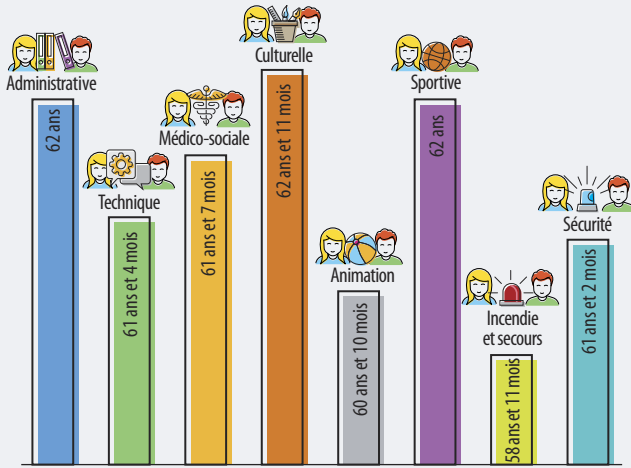 Administrative
62 ans
Technique
61 ans et 4 mois
Médico-sociale
61 ans et 7 mois
Culturelle
62 ans et 11 mois
Animation
60 ans et 10 mois
Sportive
62 ans
Incendie
et secours
58 ans et 11 mois
Sécurité
61 ans et 2 mois